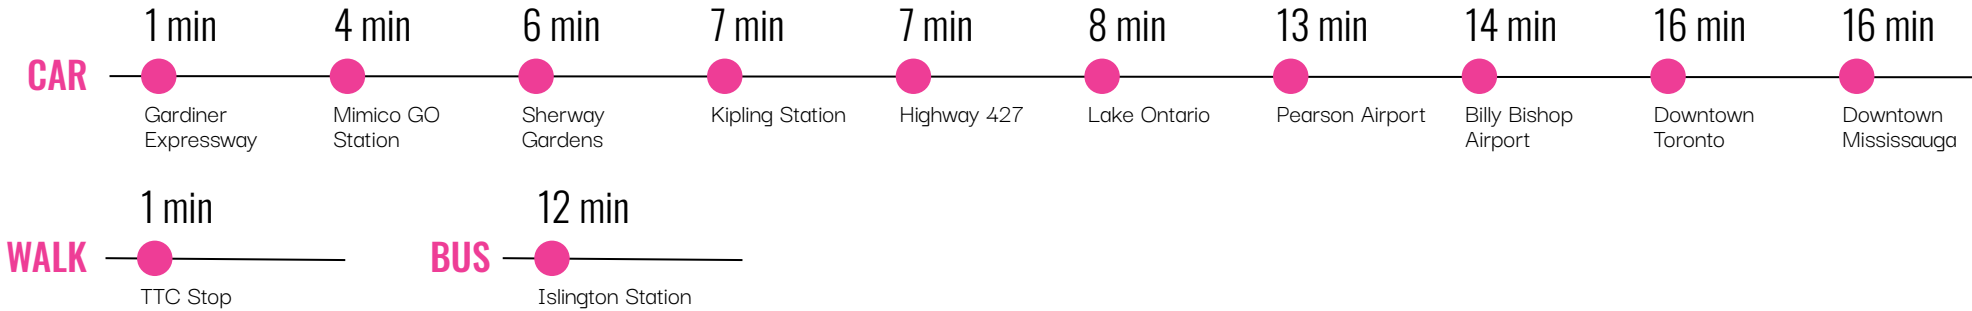 1 min 4 min 6 min 7 min 7 min 8 min 13 min 14 min 16 min 16 min
CAR
Gardiner Mimico GO Sherway Kipling Station Highway 427 Lake Ontario Pearson Airport Billy Bishop Downtown Downtown
Expressway Station Gardens Airport Toronto Mississauga
1 min 12 min
WALK BUS
TTC Stop Islington Station